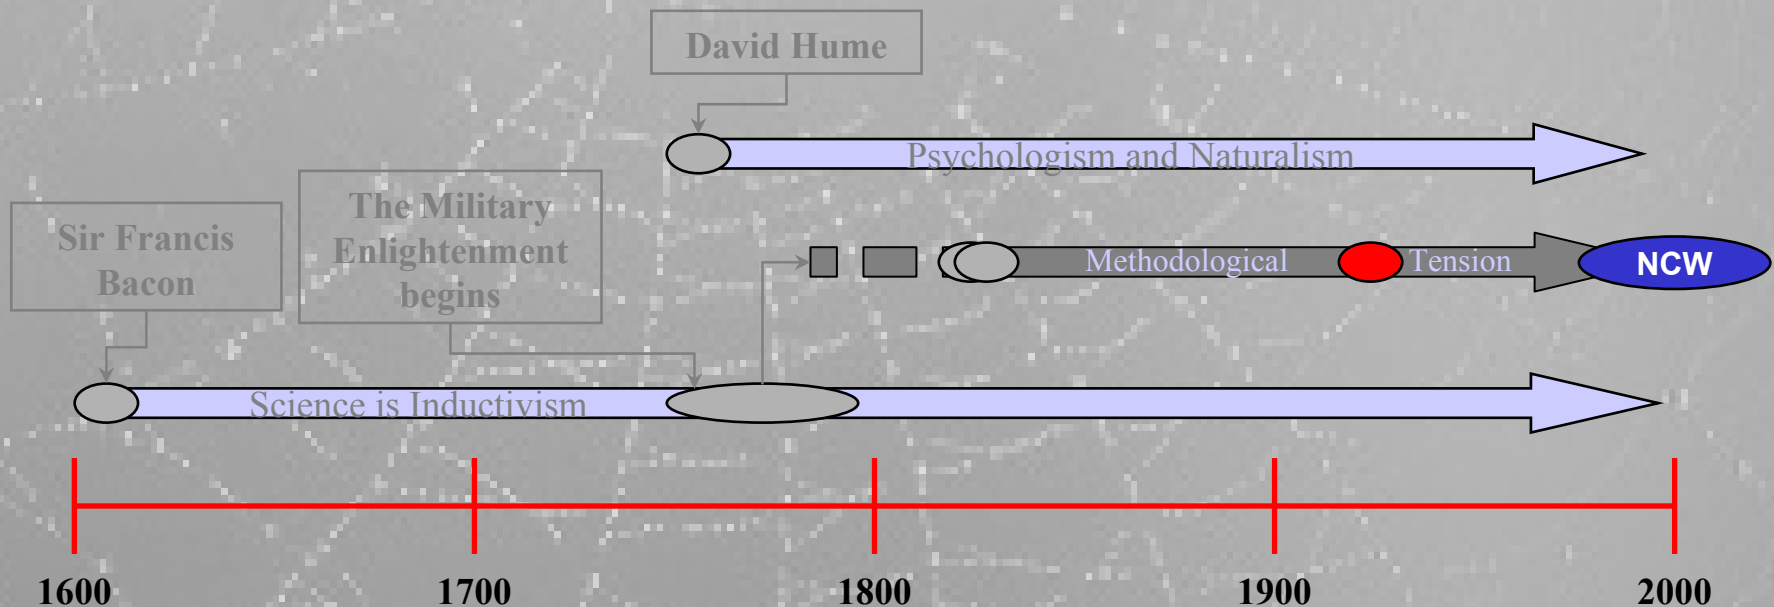 David Hume
Psychologism and Naturalism
The Military
Enlightenment
begins
Sir Francis
Bacon
Methodological Tension NCW
Science is Inductivism
1600 1700 1800 1900 2000